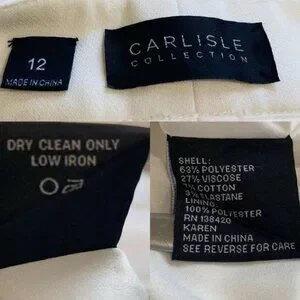 12
MADE IN CHINA
CARLISLE
COLLECTION
DRY CLEAN ONLY
LOW IRON
SHELL:
63% POLYESTER
27% VISCOSE
7% COTTON
3% ELASTANE
LINING:
100% POLYESTER
RN 138420
KAREN
MADE IN CHINA
SEE REVERSE FOR CARE